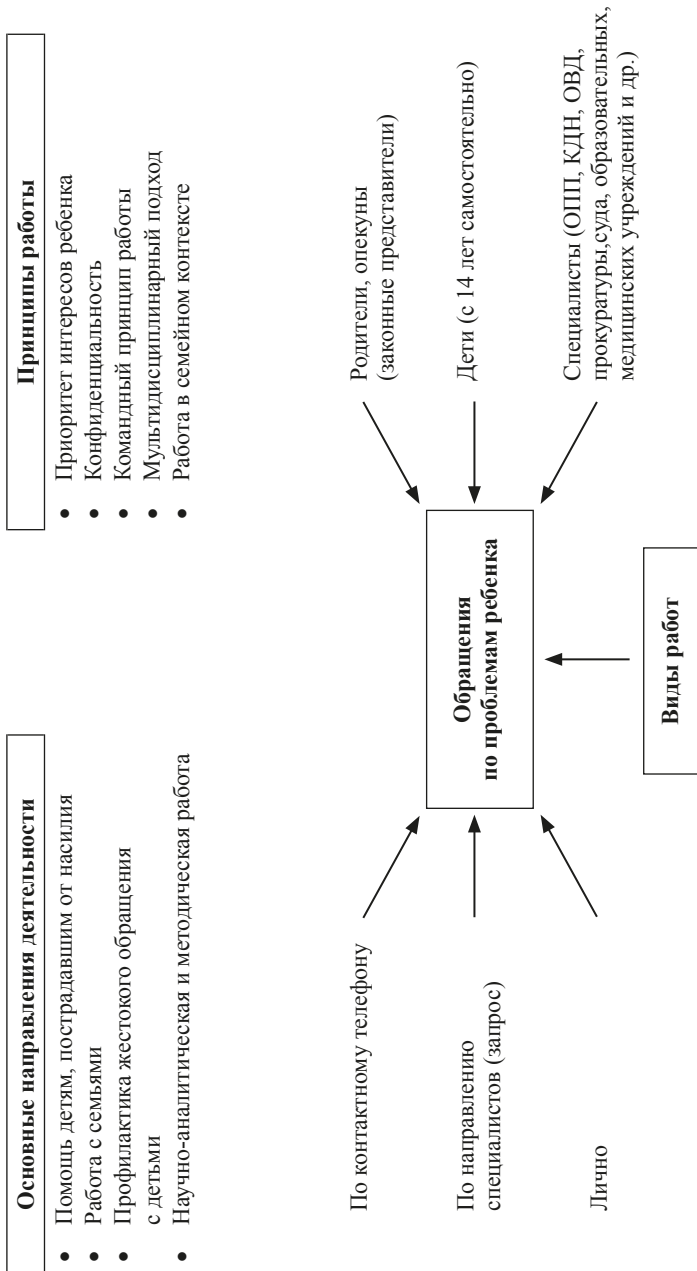 Основные направления деятельности
• Помощь детям, пострадавшим от насилия
• Работа с семьями
• Профилактика жестокого обращения
с детьми
• Научно-аналитическая и методическая работа
Принципы работы
• Приоритет интересов ребенка
• Конфиденциальность
• Командный принцип работы
• Мультидисциплинарный подход
• Работа в семейном контексте
По контактному телефону
По направлению
специалистов (запрос)
Лично
Обращения
по проблемам ребенка
Родители, опекуны
(законные представители)
Дети (с 14 лет самостоятельно)
Специалисты (ОПП, КДН, ОВД,
прокуратуры,суда, образовательных,
медицинских учреждений и др.)
Виды работ